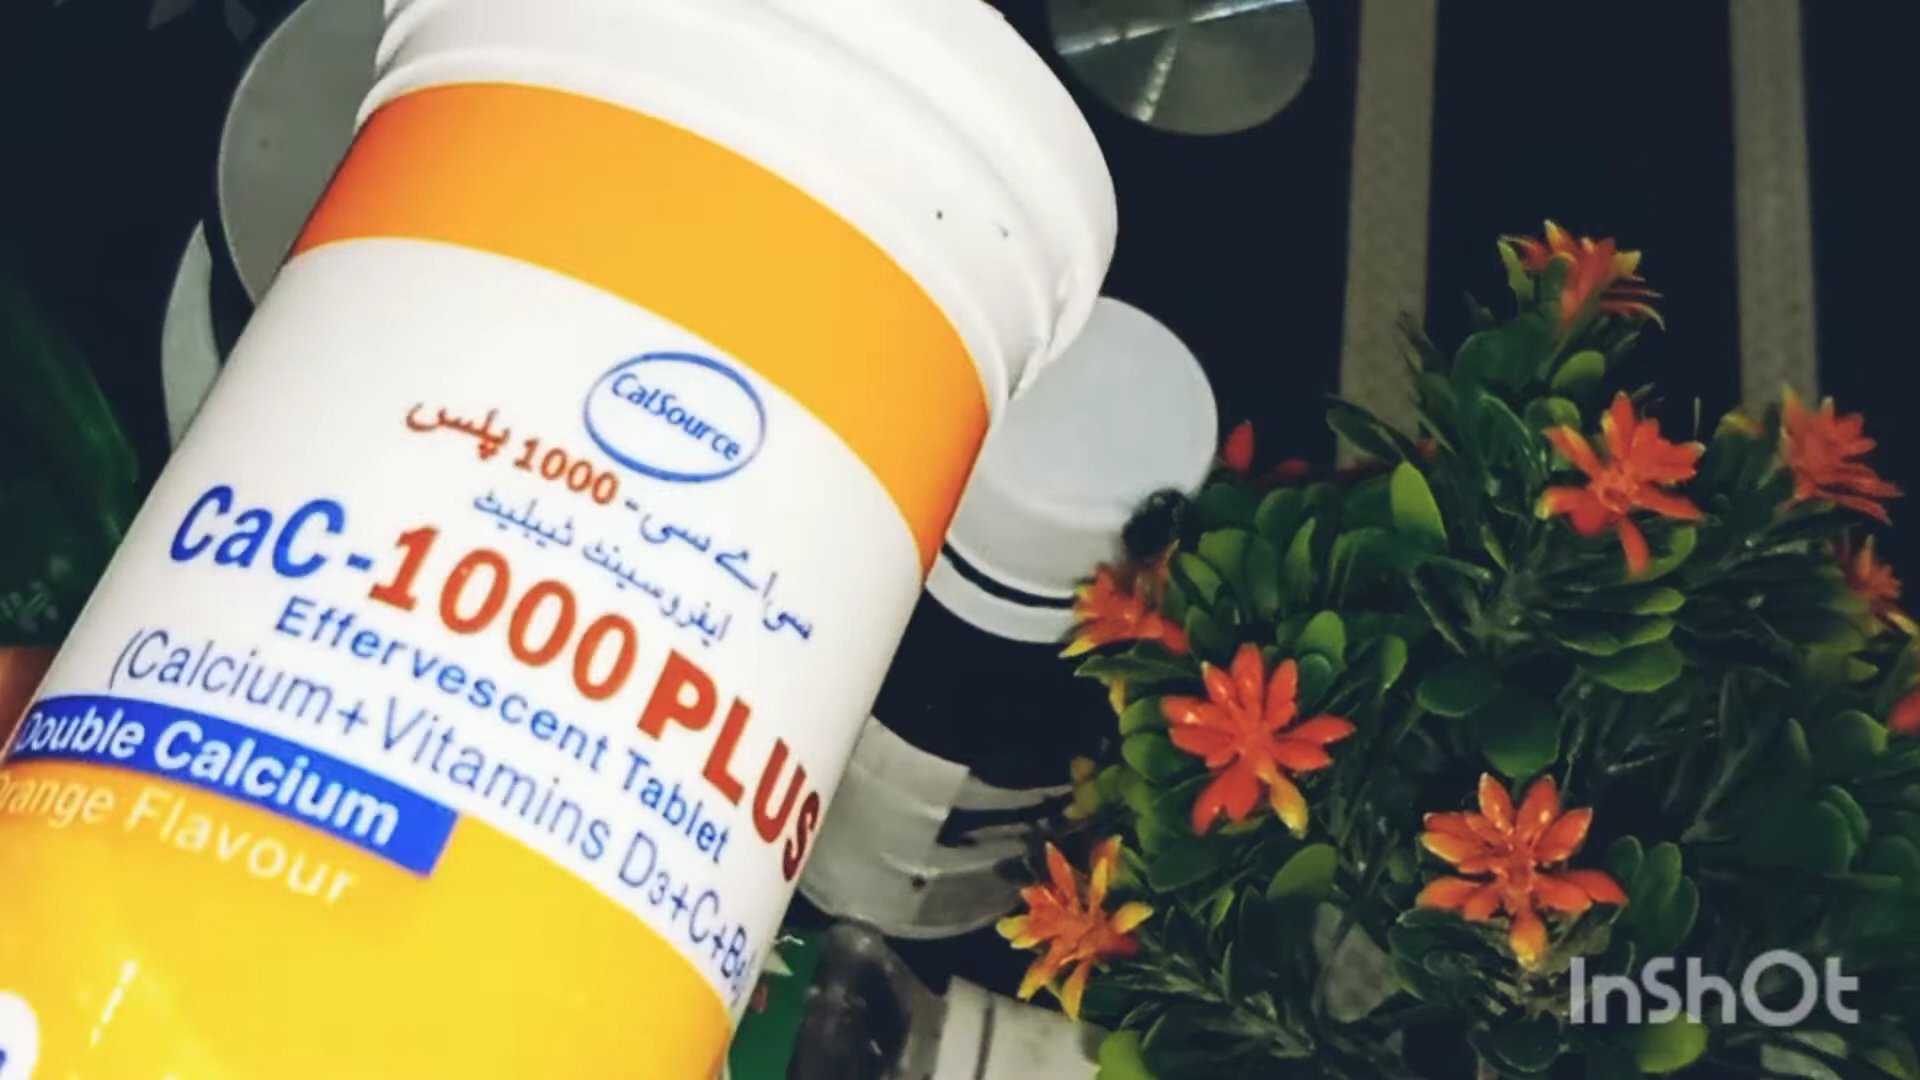 CalSource
سی اے سی-1000 پلس
ایفروسینٹ ٹیبلیٹ
CaC-1000 PLUS
Effervescent Tablet
(Calcium+Vitamins D3+C+B6)
Double Calcium
Orange Flavour
InShOt